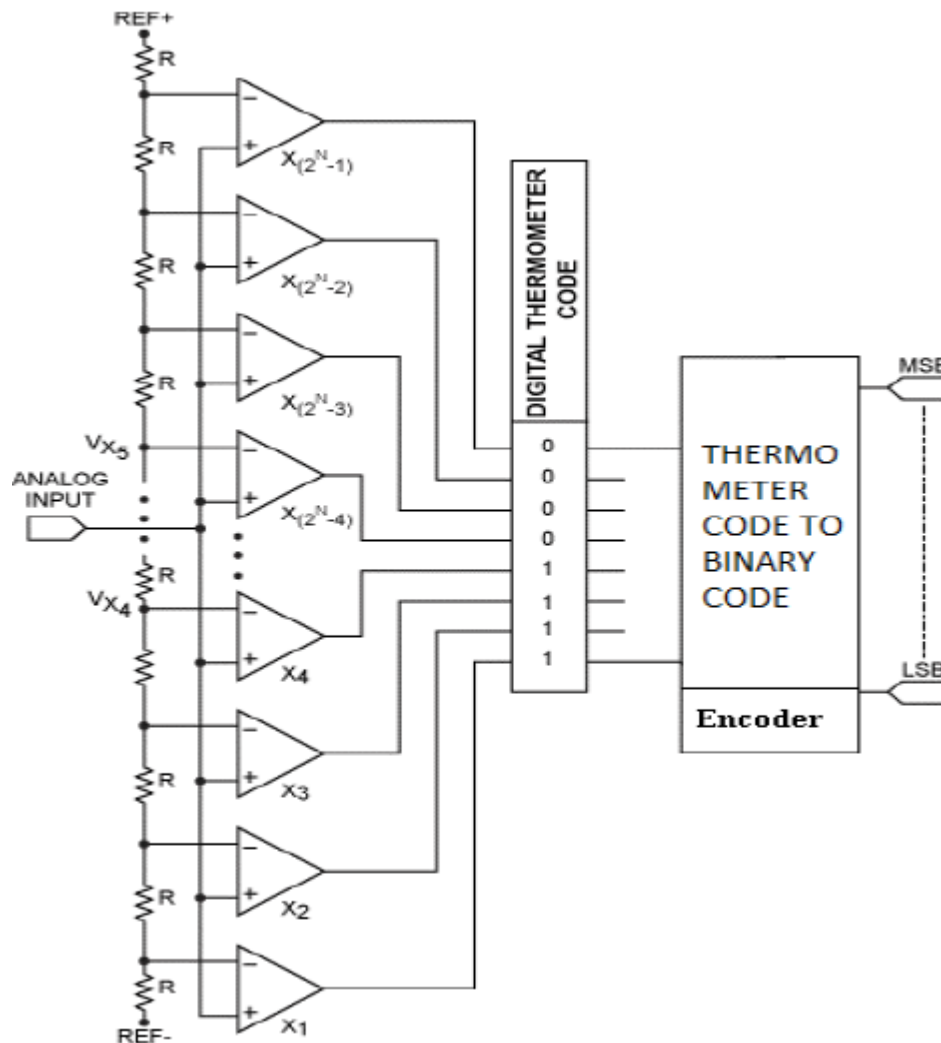 REF+
R
−
+
X(2^N-1)
R
−
+
X(2^N-2)
R
−
+
X(2^N-3)
R
VX5
−
+
X(2^N-4)
ANALOG
INPUT
R
VX4
−
+
X4
−
+
X3
R
−
+
X2
R
−
+
X1
R
REF-
DIGITAL THERMOMETER
CODE
0
0
0
0
1
1
1
1
THERMO
METER
CODE TO
BINARY
CODE
Encoder
MSB
LSB